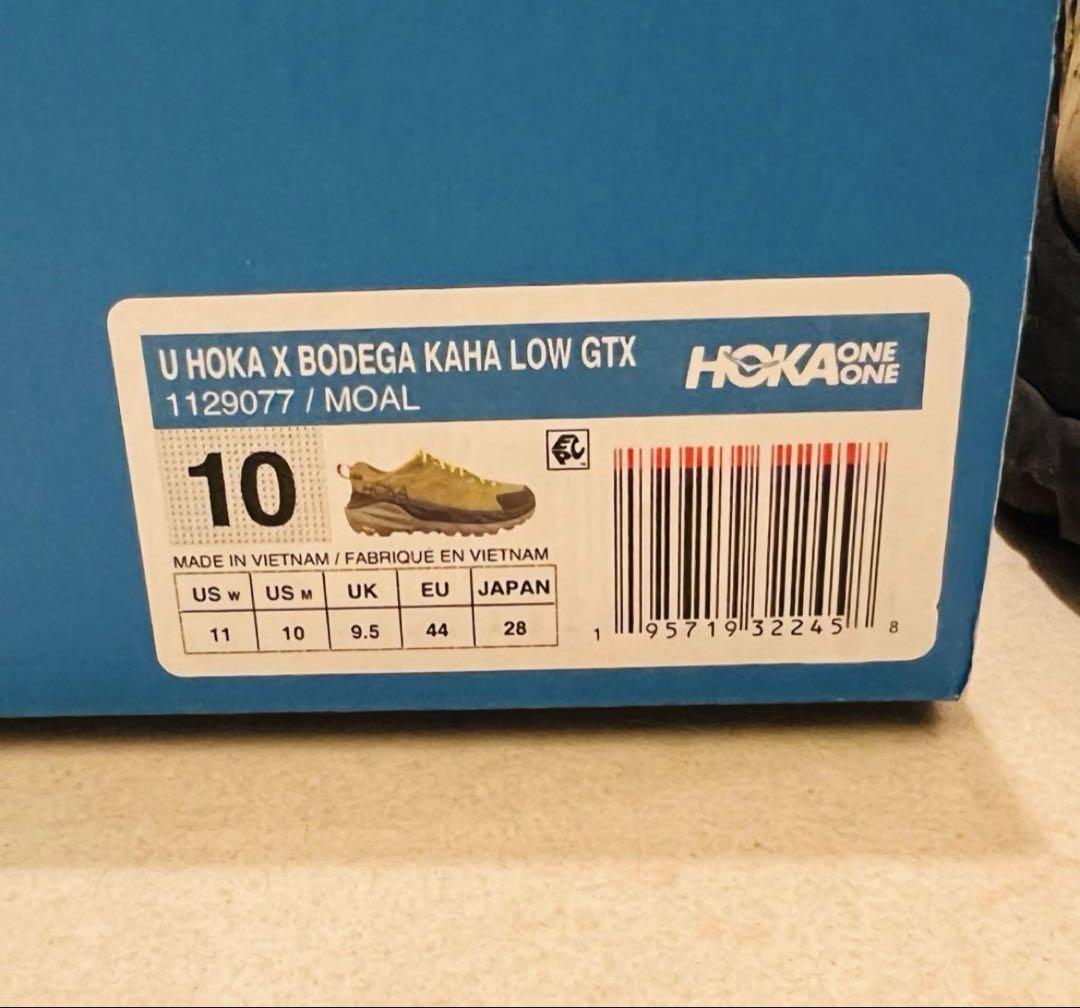 U HOKA X BODEGA KAHA LOW GTX
1129077 / MOAL
HOKA ONE ONE
10
MADE IN VIETNAM / FABRIQUE EN VIETNAM
US W US M UK EU JAPAN
11 10 9.5 44 28
1 95719 32245 8